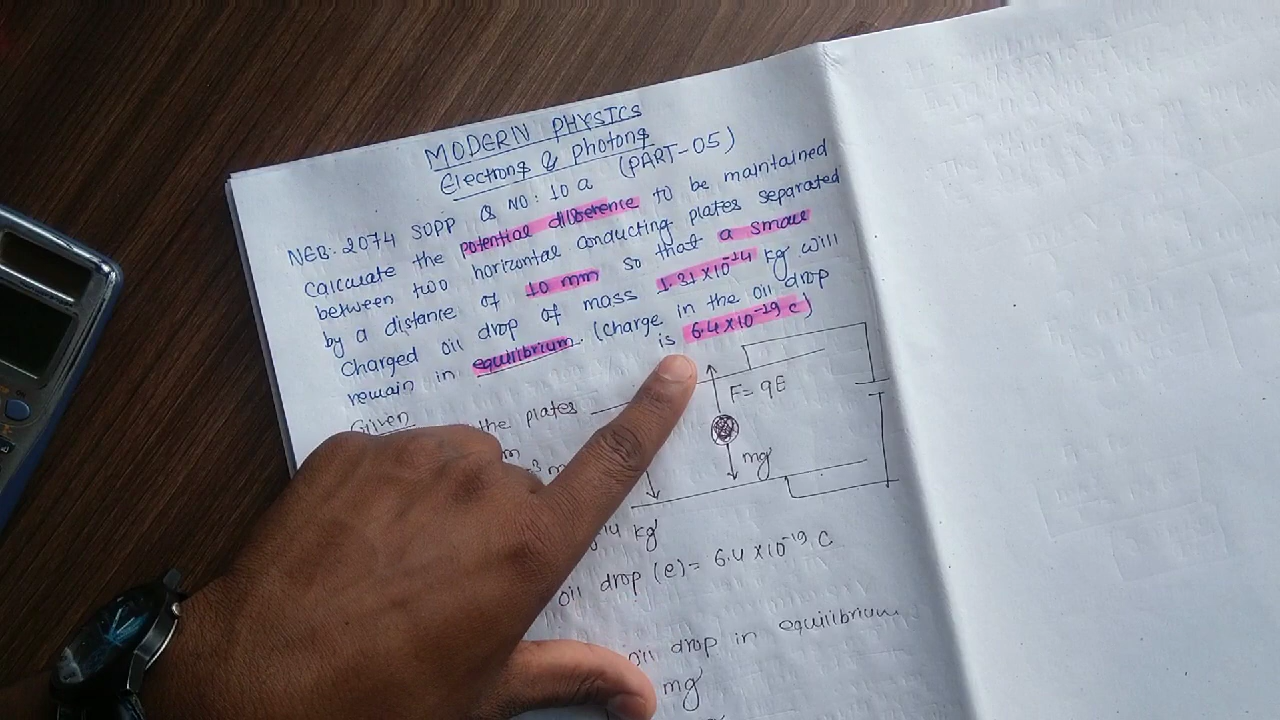 MODERN PHYSICS
Electrons & Photons
NEB: 2074 SUPP Q NO: 10 a (PART-05)
Calculate the potential difference to be maintained
between two horizontal conducting plates separated
by a distance of 10 mm so that a small
Charged oil drop of mass 1.31×10⁻¹⁴ kg will
remain in equilibrium. (Charge in the oil drop
is 6.4×10⁻¹⁹ C)
Given
the plates
F = qE
m
⁻³ m
mg
⁻¹⁴ kg
oil drop (e) = 6.4×10⁻¹⁹ C
oil drop in equilibrium
mg